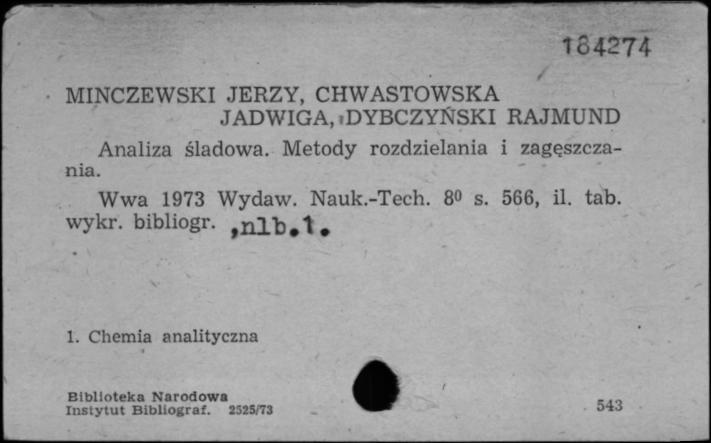 184274
MINCZEWSKI JERZY, CHWASTOWSKA
JADWIGA, DYBCZYŃSKI RAJMUND
Analiza śladowa. Metody rozdzielania i zagęszcza-
nia.
Wwa 1973 Wydaw. Nauk.-Tech. 8⁰ s. 566, il. tab.
wykr. bibliogr. ,nlb.1.
1. Chemia analityczna
Biblioteka Narodowa
Instytut Bibliograf. 2525/73
543